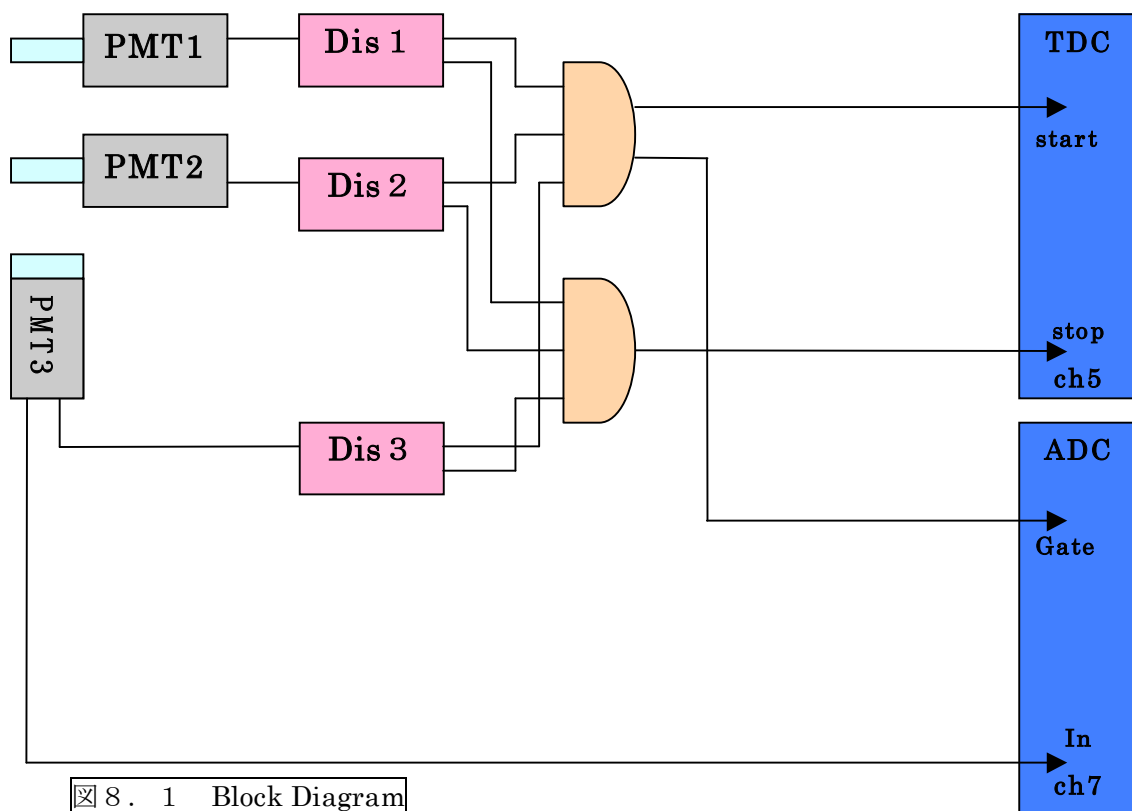 PMT1
Dis 1
TDC
start
PMT2
Dis 2
PMT3
stop
ch5
Dis 3
ADC
Gate
In
ch7
図8.1 Block Diagram